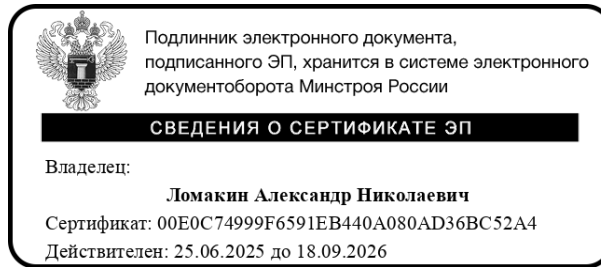 Подлинник электронного документа,
подписанного ЭП, хранится в системе электронного
документоборота Минстроя России
СВЕДЕНИЯ О СЕРТИФИКАТЕ ЭП
Владелец:
Ломакин Александр Николаевич
Сертификат: 00E0C74999F6591EB440A080AD36BC52A4
Действителен: 25.06.2025 до 18.09.2026